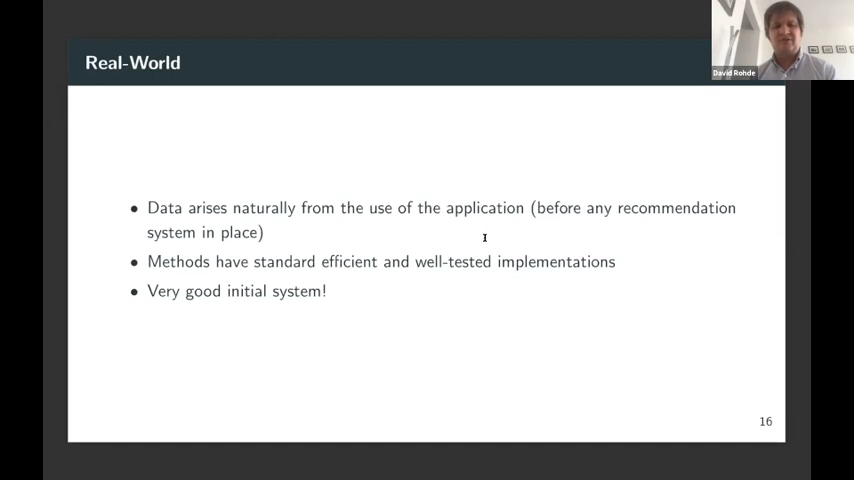 Real-World
David Rohde
• Data arises naturally from the use of the application (before any recommendation
system in place)
• Methods have standard efficient and well-tested implementations
• Very good initial system!
16